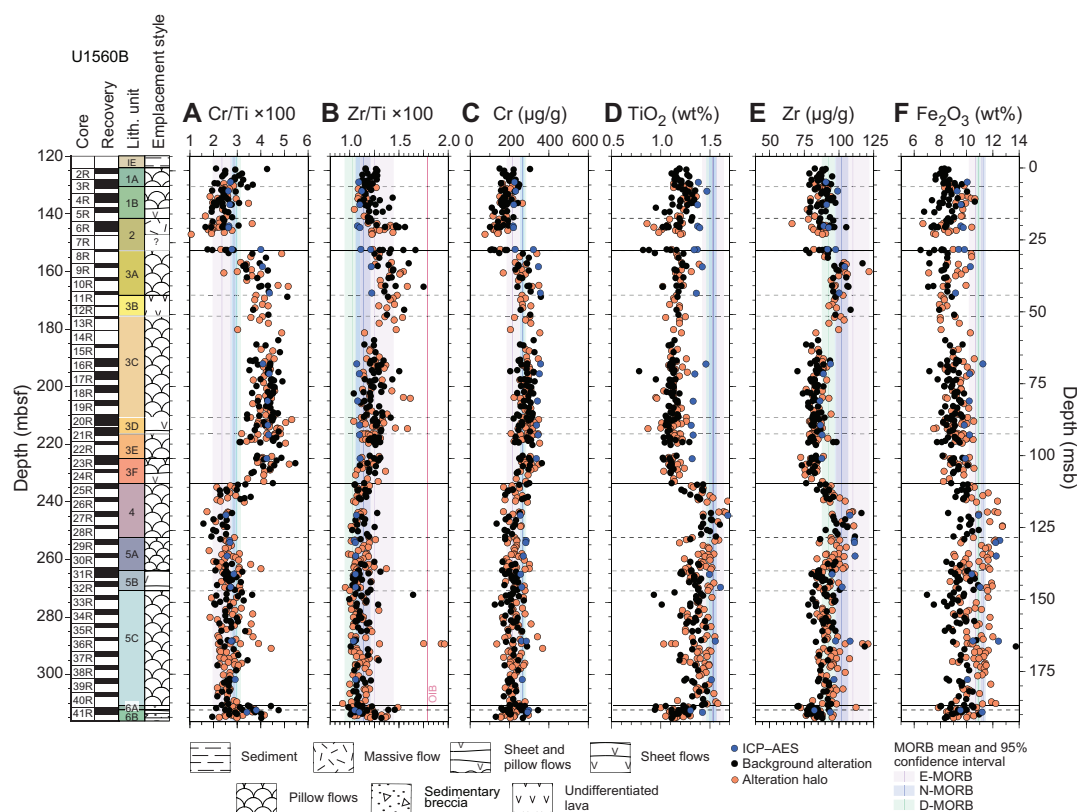 U1560B
Core
Recovery
Lith. unit
Emplacement style
A Cr/Ti ×100
B Zr/Ti ×100
C Cr (µg/g)
D TiO2 (wt%)
E Zr (µg/g)
F Fe2O3 (wt%)
1 2 3 4 5 6
1.0 1.5 2.0
0 200 400 600
0.5 1.0 1.5
50 75 100 125
6 8 10 12 14
Depth (mbsf)
120
140
160
180
200
220
240
260
280
300
2R
3R
4R
5R
6R
7R
8R
9R
10R
11R
12R
13R
14R
15R
16R
17R
18R
19R
20R
21R
22R
23R
24R
25R
26R
27R
28R
29R
30R
31R
32R
33R
34R
35R
36R
37R
38R
39R
40R
41R
IE
1A
1B
2
3A
3B
3C
3D
3E
3F
4
5A
5B
5C
6A
6B
?
OIB
0
25
50
75
100
125
150
175
Depth (msb)
Sediment
Massive flow
Sheet and pillow flows
Sheet flows
Pillow flows
Sedimentary breccia
Undifferentiated lava
ICP–AES
Background alteration
Alteration halo
MORB mean and 95%
confidence interval
E-MORB
N-MORB
D-MORB